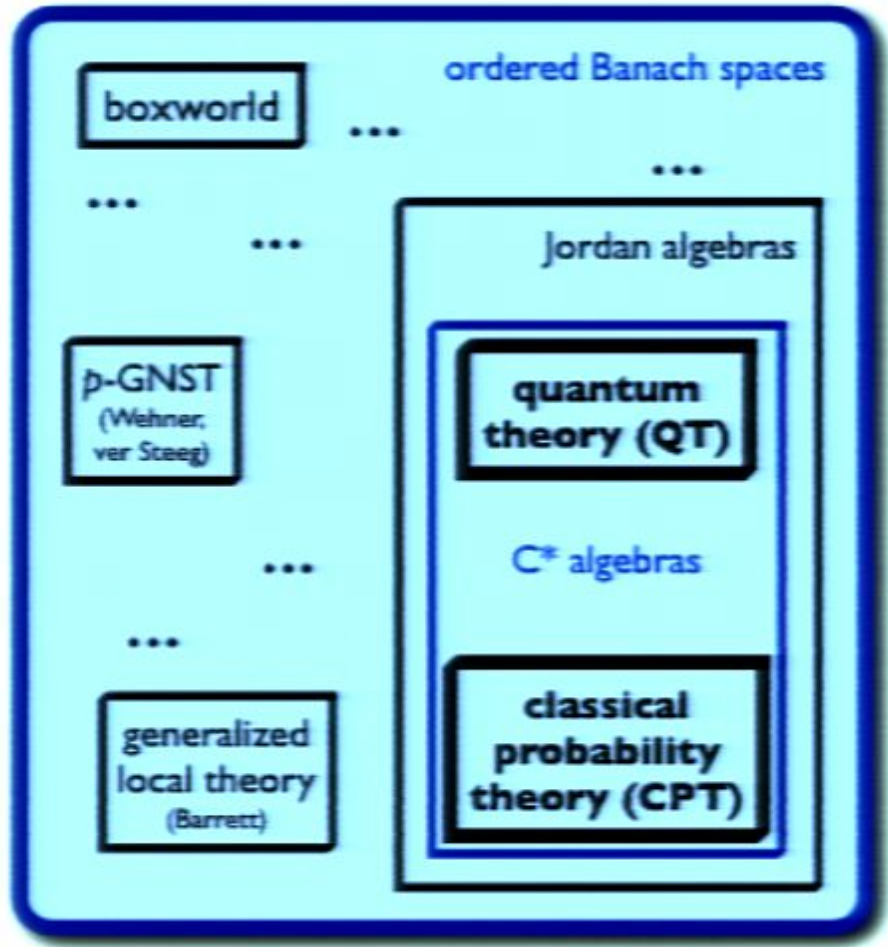 ordered Banach spaces
boxworld
...
...
...
...
Jordan algebras
p-GNST
(Wehner,
ver Steeg)
quantum
theory (QT)
C* algebras
...
...
generalized
local theory
(Barrett)
classical
probability
theory (CPT)